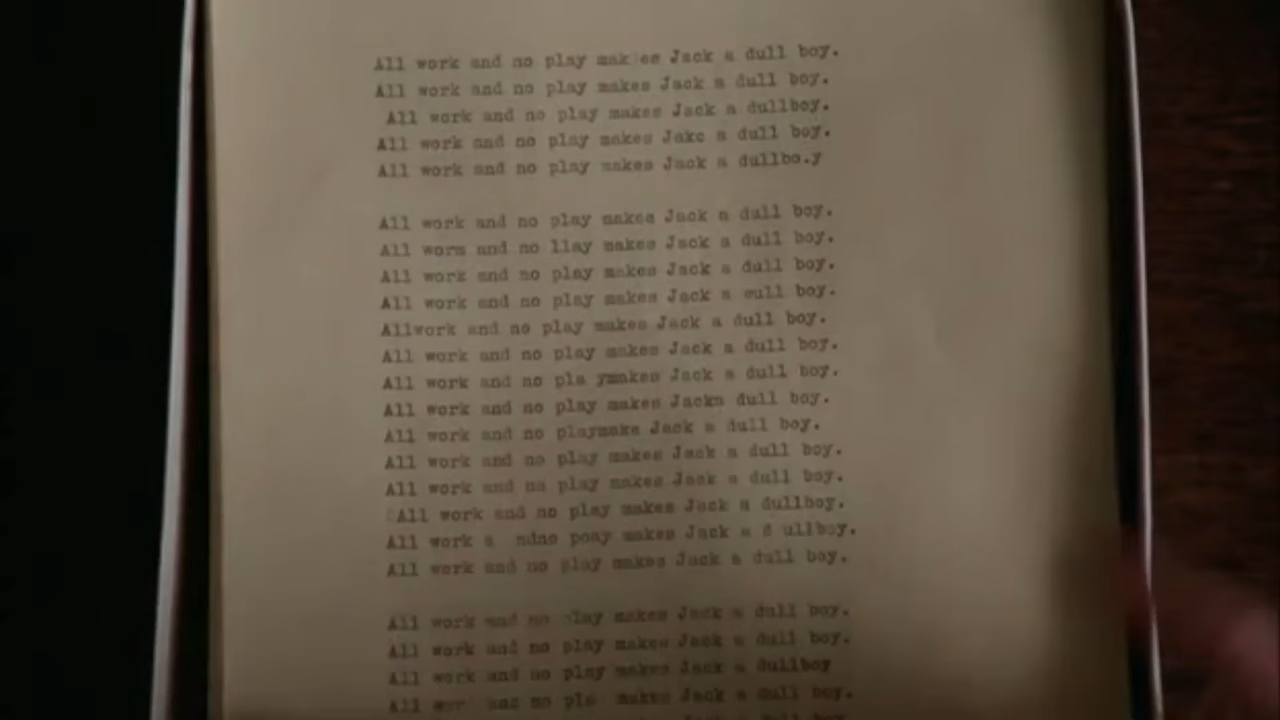 All work and no play mak es Jack a dull boy.
All work and no play makes Jack a dull boy.
All work and no play makes Jack a dullboy.
All work and no play makes Jakc a dull boy.
All work and no play makes Jack a dullbo.y
All work and no play makes Jack a dull boy.
All worm and no llay makes Jack a dull boy.
All work and no play makes Jack a dull boy.
All work and no play makes Jack a eull boy.
Allwork and no play makes Jack a dull boy.
All work and no play makes Jack a dull boy.
All work and no pla ymakes Jack a dull boy.
All work and no play makes Jacka dull boy.
All work and no playmake Jack a dull boy.
All work and no play makes Jack a dull boy.
All work and no play makes Jack a dull boy.
All work and no play makes Jack a dullboy.
All work a ndno poay makes Jack a d ullboy.
All work and no play makes Jack a dull boy.
All work and no play makes Jack a dull boy.
All work and no play makes Jack a dull boy.
All work and no play makes Jack a dullboy
All and no makes Jack a dull boy.